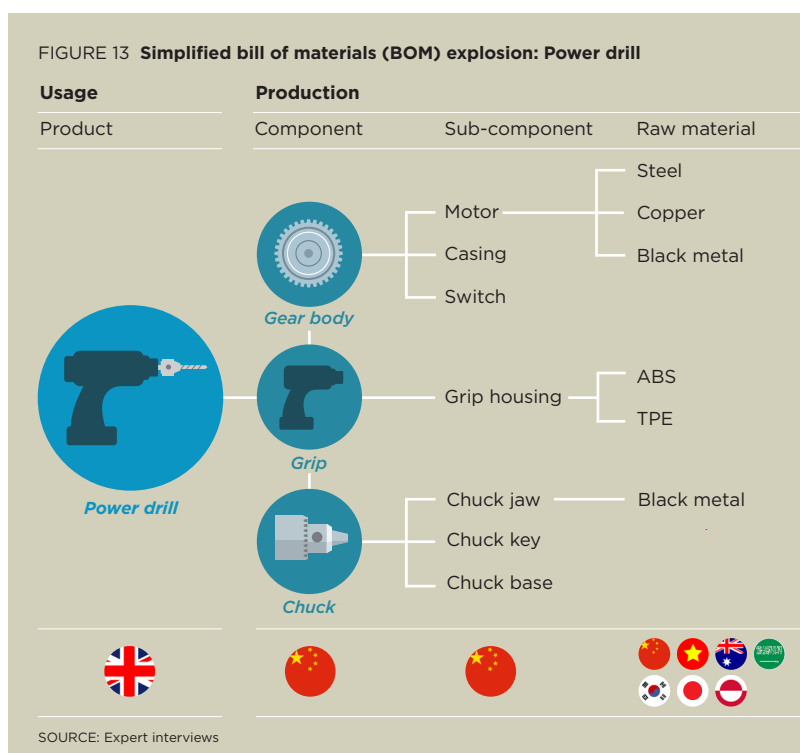 FIGURE 13 Simplified bill of materials (BOM) explosion: Power drill
Usage
Production
Product
Component
Sub-component
Raw material
Steel
Motor
Copper
Casing
Black metal
Switch
Gear body
ABS
Grip housing
TPE
Grip
Power drill
Chuck jaw
Black metal
Chuck key
Chuck base
Chuck
SOURCE: Expert interviews